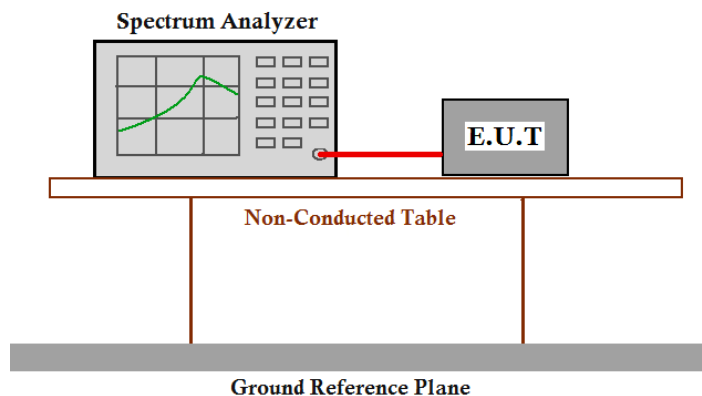 Spectrum Analyzer
E.U.T
Non-Conducted Table
Ground Reference Plane